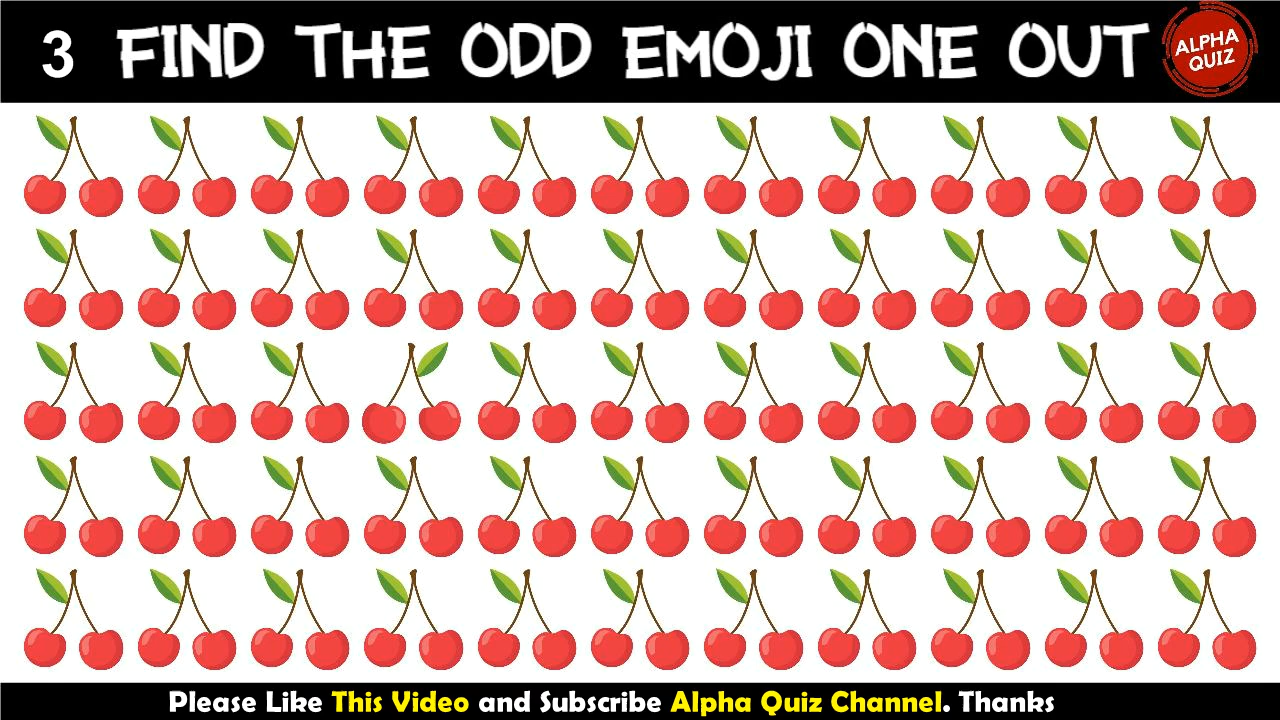 3 FIND THE ODD EMOJI ONE OUT
ALPHA
QUIZ
Please Like This Video and Subscribe Alpha Quiz Channel. Thanks